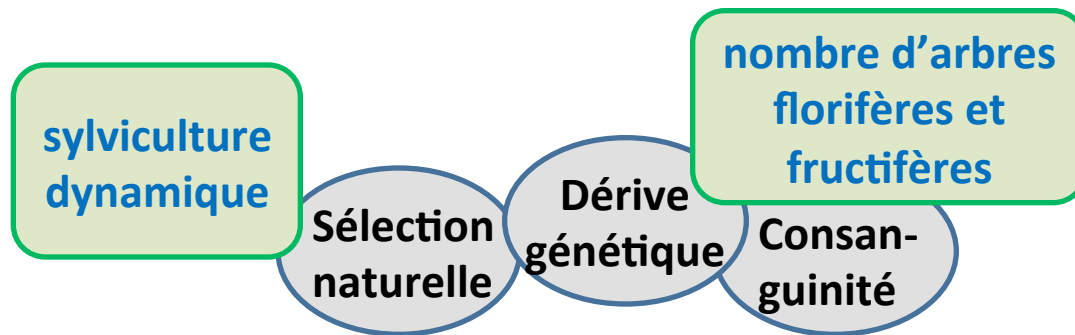 sylviculture
dynamique
nombre d’arbres
florifères et
fructifères
Sélection
naturelle
Dérive
génétique
Consan-
guinité